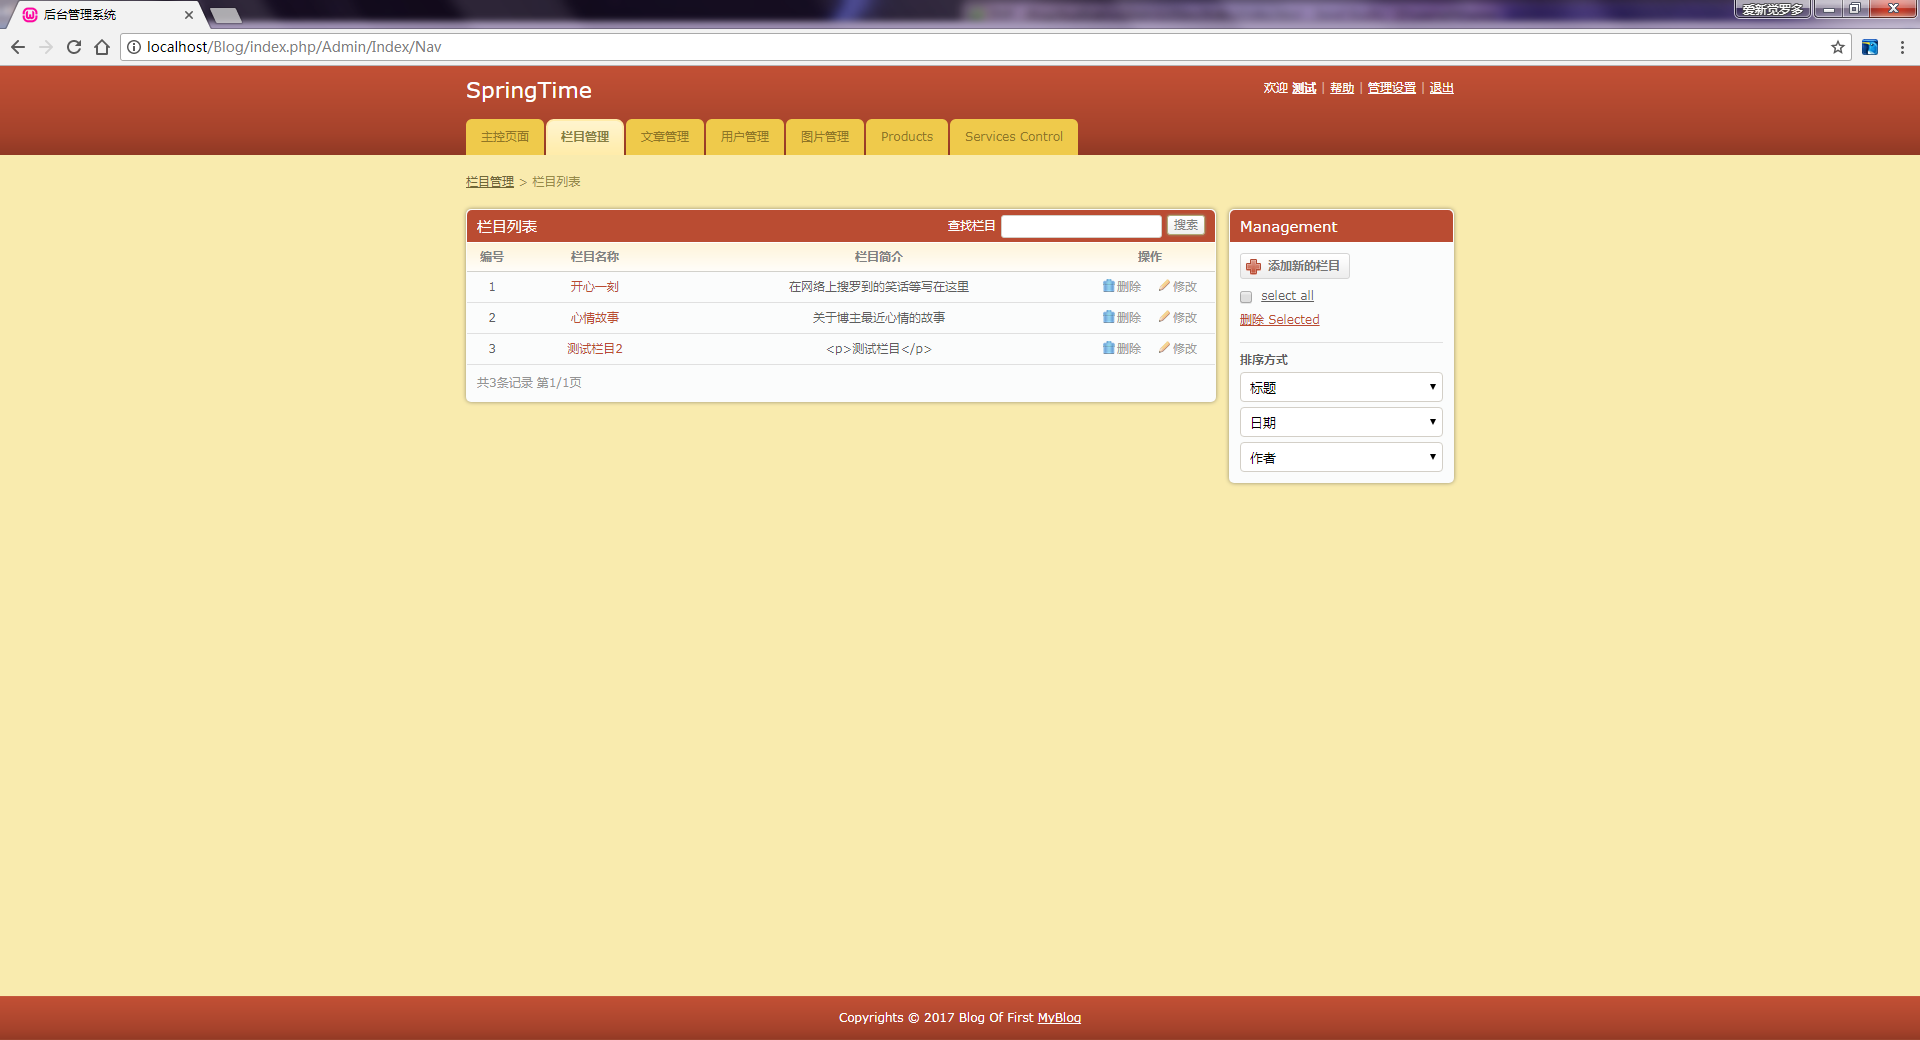 后台管理系统
爱新觉罗多
localhost/Blog/index.php/Admin/Index/Nav
SpringTime
欢迎 测试 | 帮助 | 管理设置 | 退出
主控页面 栏目管理 文章管理 用户管理 图片管理 Products Services Control
栏目管理 > 栏目列表
栏目列表 查找栏目 搜索
编号 栏目名称 栏目简介 操作
1 开心一刻 在网络上搜罗到的笑话等写在这里 删除 修改
2 心情故事 关于博主最近心情的故事 删除 修改
3 测试栏目2 <p>测试栏目</p> 删除 修改
共3条记录 第1/1页
Management
添加新的栏目
select all
删除 Selected
排序方式
标题
日期
作者
Copyrights © 2017 Blog Of First MyBlog